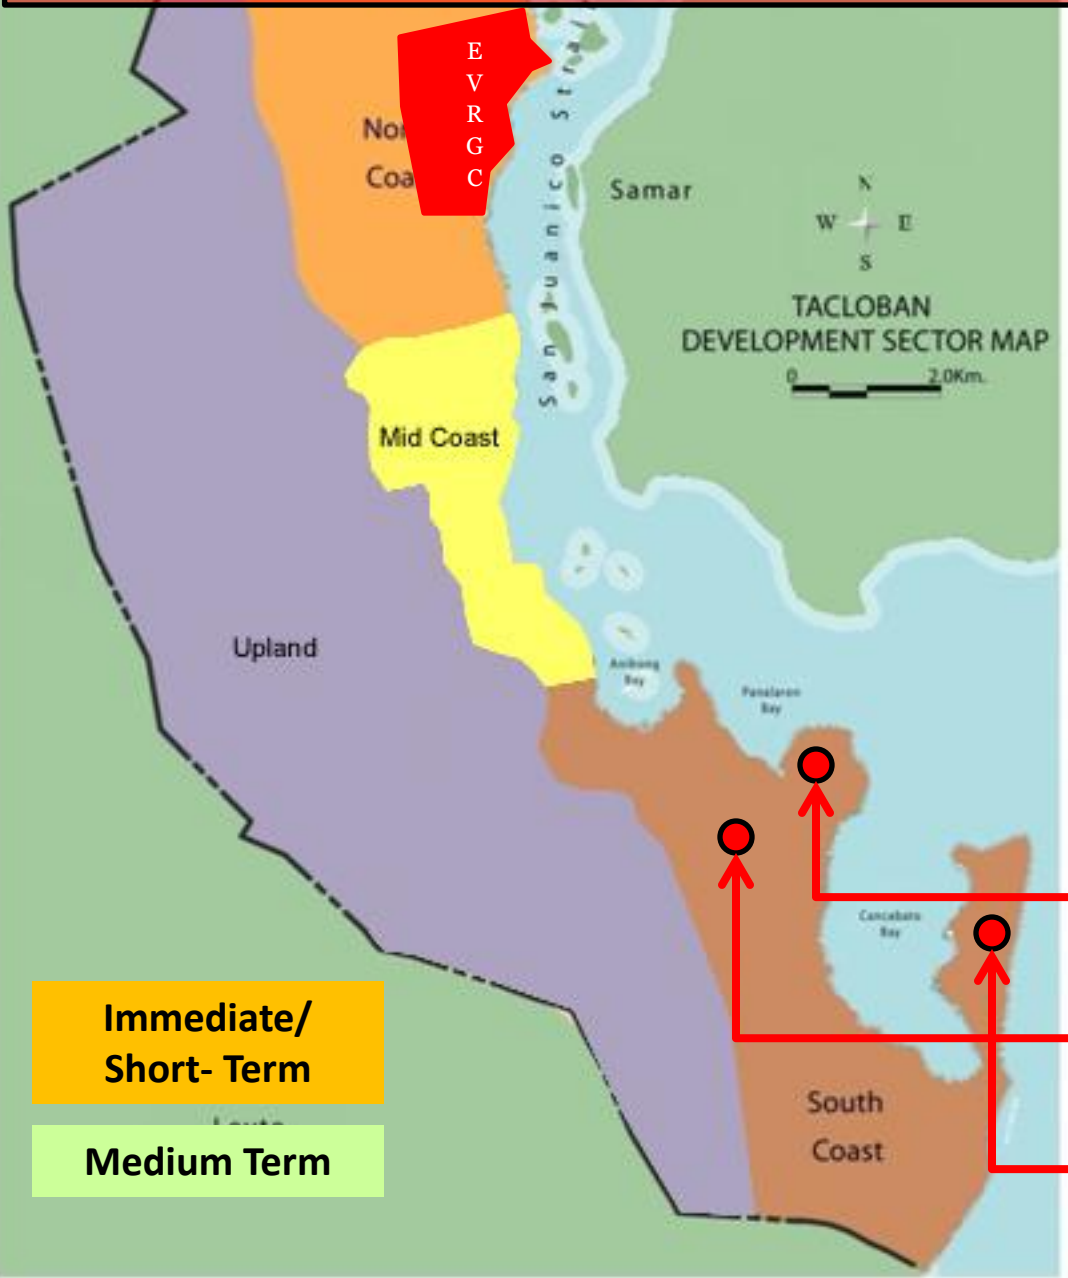 E
V
R
G
C
San Juanico Strai
Nor
Coa
Samar
N
W E
S
TACLOBAN
DEVELOPMENT SECTOR MAP
0 2.0Km.
Mid Coast
Upland
Anibong
Bay
Panalaron
Bay
Cancabato
Bay
Immediate/
Short- Term
Medium Term
South
Coast